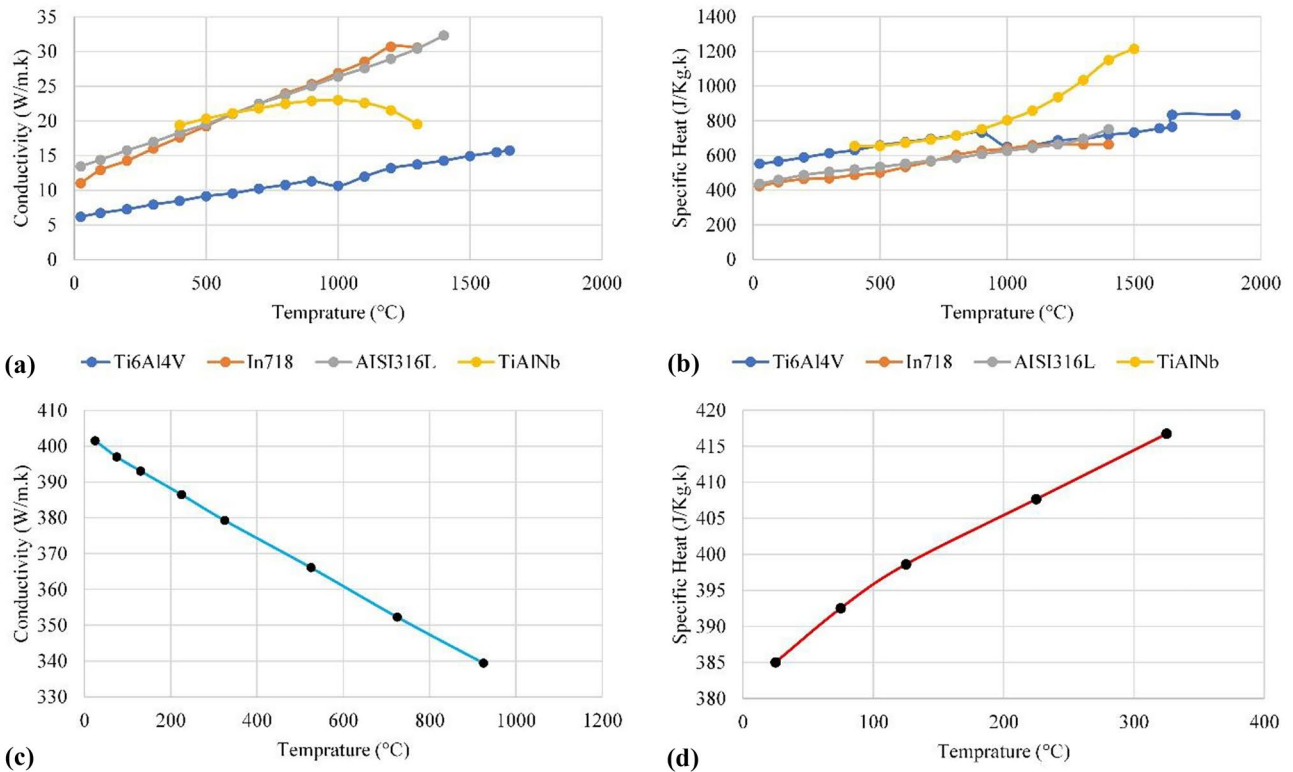 35
30
25
20
15
10
5
0
Conductivity (W/m.k)
0 500 1000 1500 2000
Temprature (°C)
(a)
Ti6Al4V In718 AISI316L TiAlNb
1400
1200
1000
800
600
400
200
0
Specific Heat (J/Kg.k)
0 500 1000 1500 2000
Temprature (°C)
(b)
Ti6Al4V In718 AISI316L TiAlNb
410
400
390
380
370
360
350
340
330
Conductivity (W/m.k)
0 200 400 600 800 1000 1200
Temprature (°C)
(c)
420
415
410
405
400
395
390
385
380
Specific Heat (J/Kg.k)
0 100 200 300 400
Temprature (°C)
(d)